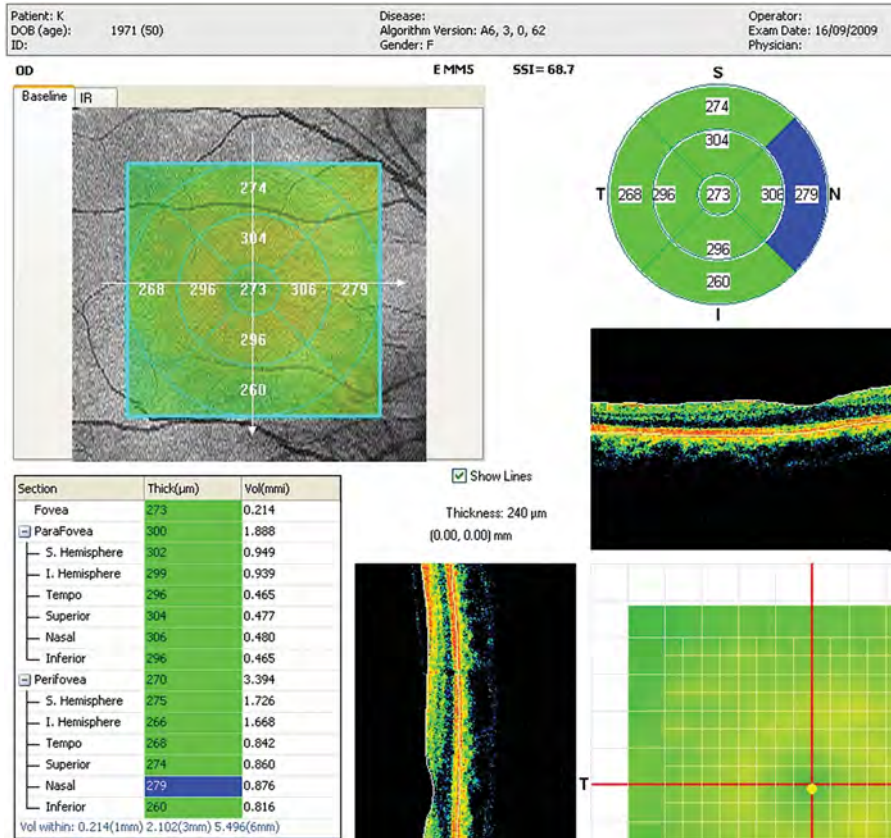 Patient: K Disease: Operator:
DOB (age): 1971 (50) Algorithm Version: A6, 3, 0, 62 Exam Date: 16/09/2009
ID: Gender: F Physician:
OD E MM5 SSI= 68.7
Baseline IR
274
304
268 296 273 306 279
296
260
S
274
304
T 268 296 273 306 279 N
296
260
I
Show Lines
Thickness: 240 µm
(0.00, 0.00) mm
Section Thick(µm) Vol(mmi)
Fovea 273 0.214
ParaFovea 300 1.888
S. Hemisphere 302 0.949
I. Hemisphere 299 0.939
Tempo 296 0.465
Superior 304 0.477
Nasal 306 0.480
Inferior 296 0.465
Perifovea 270 3.394
S. Hemisphere 275 1.726
I. Hemisphere 266 1.668
Tempo 268 0.842
Superior 274 0.860
Nasal 279 0.876
Inferior 260 0.816
Vol within: 0.214(1mm) 2.102(3mm) 5.496(6mm)
T